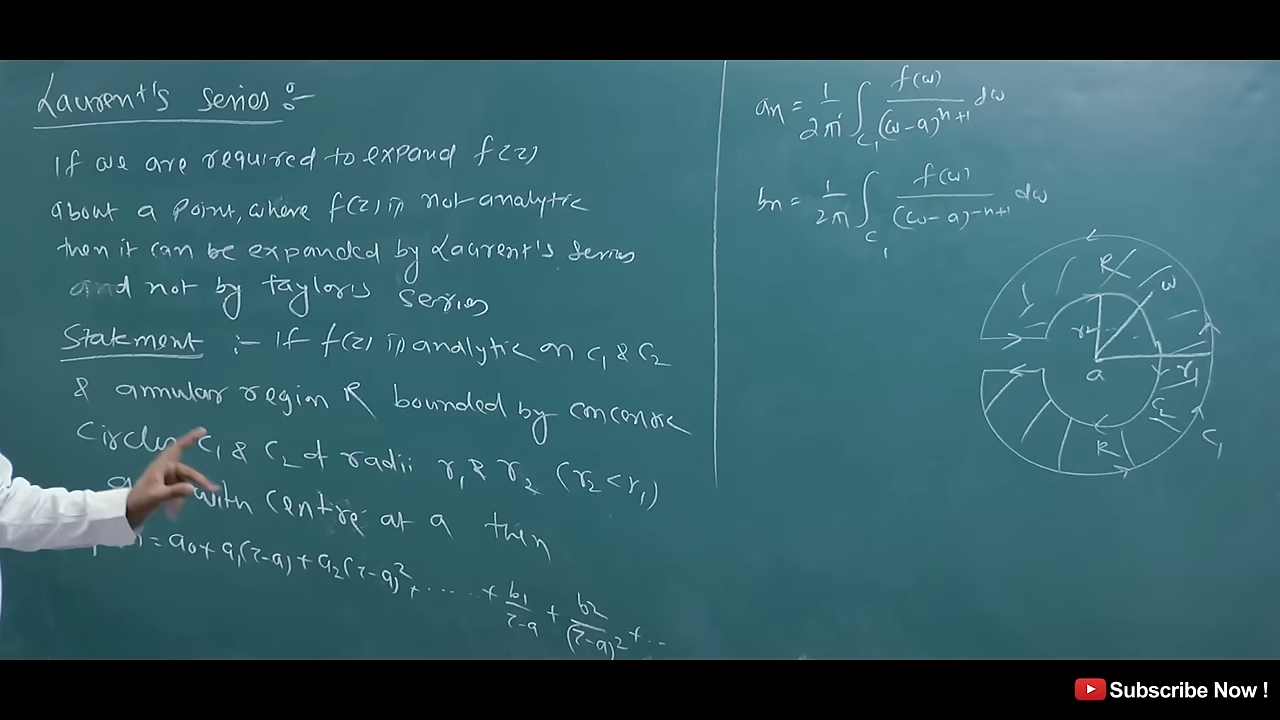 Laurent's series :-
If we are required to expand f(z)
about a point, where f(z) is not analytic
then it can be expanded by Laurent's series
and not by Taylor's series
Statement :- If f(z) is analytic on C₁ & C₂
& annular region R bounded by concentric
Circles C₁ & C₂ of radii r₁ & r₂ (r₂ < r₁)
with centre at a then
= a₀ + a₁(z-a) + a₂(z-a)² + ..... + b₁/(z-a) + b₂/(z-a)² + ...
aₙ = 1/2πi ∫C₁ f(w)/(w-a)ⁿ⁺¹ dw
bₙ = 1/2πi ∫C₁ f(w)/(w-a)⁻ⁿ⁺¹ dw
R
w
r₂
a
r₁
C₂
R
C₁
Subscribe Now !